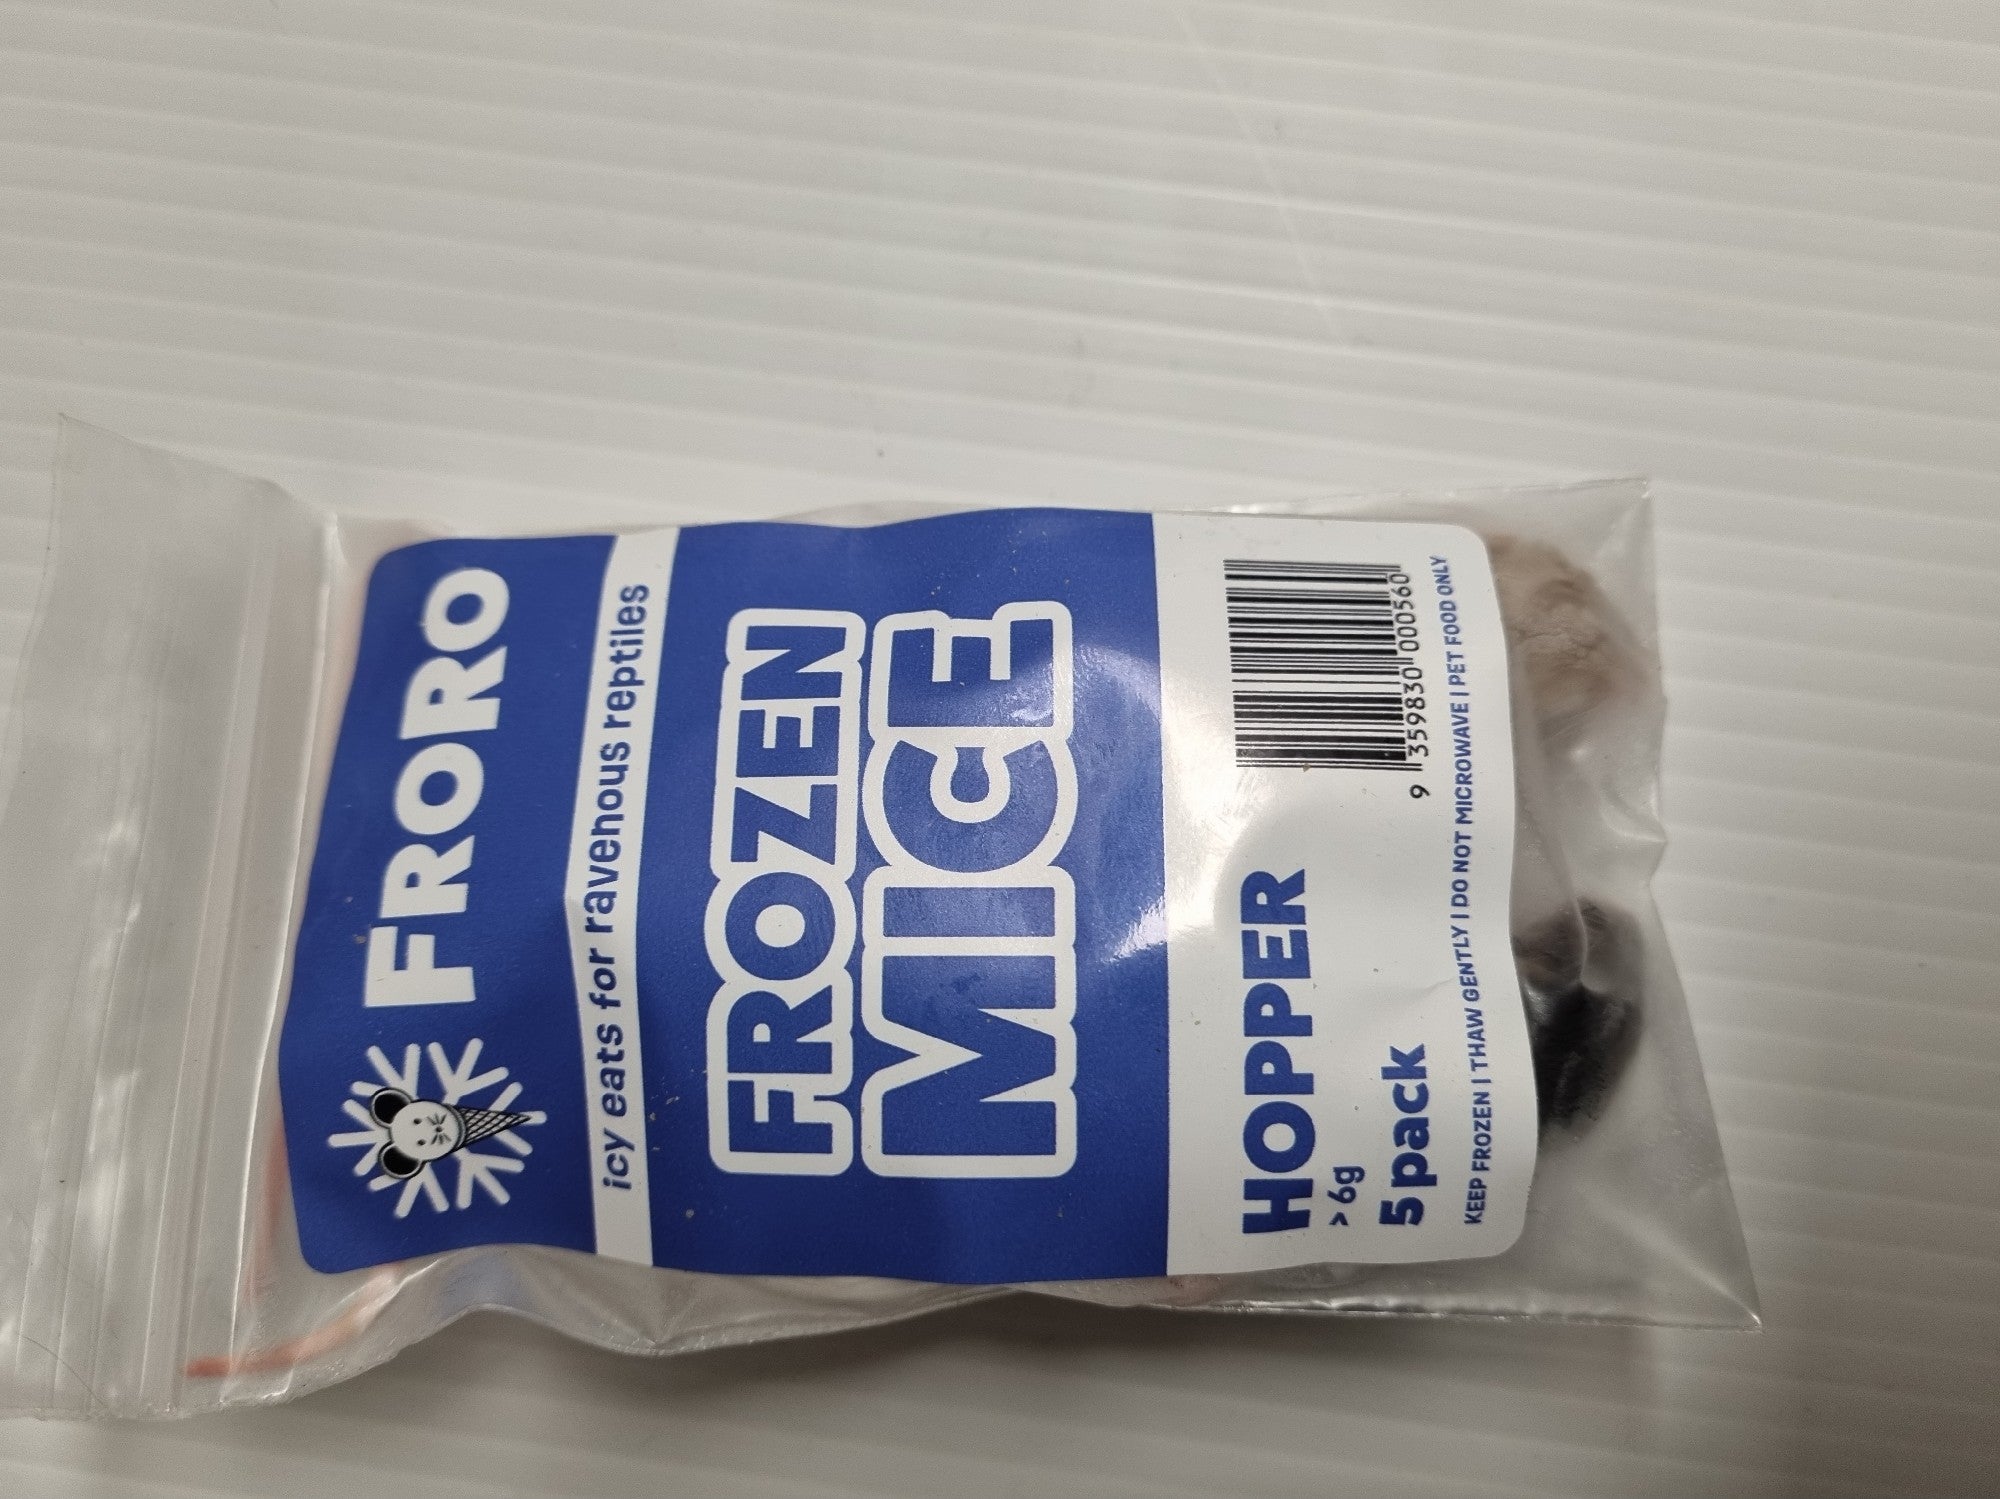 FRORO
icy eats for ravenous reptiles
FROZEN
MICE
HOPPER
>6g
5pack
9 359830 000560
KEEP FROZEN | THAW GENTLY | DO NOT MICROWAVE | PET FOOD ONLY